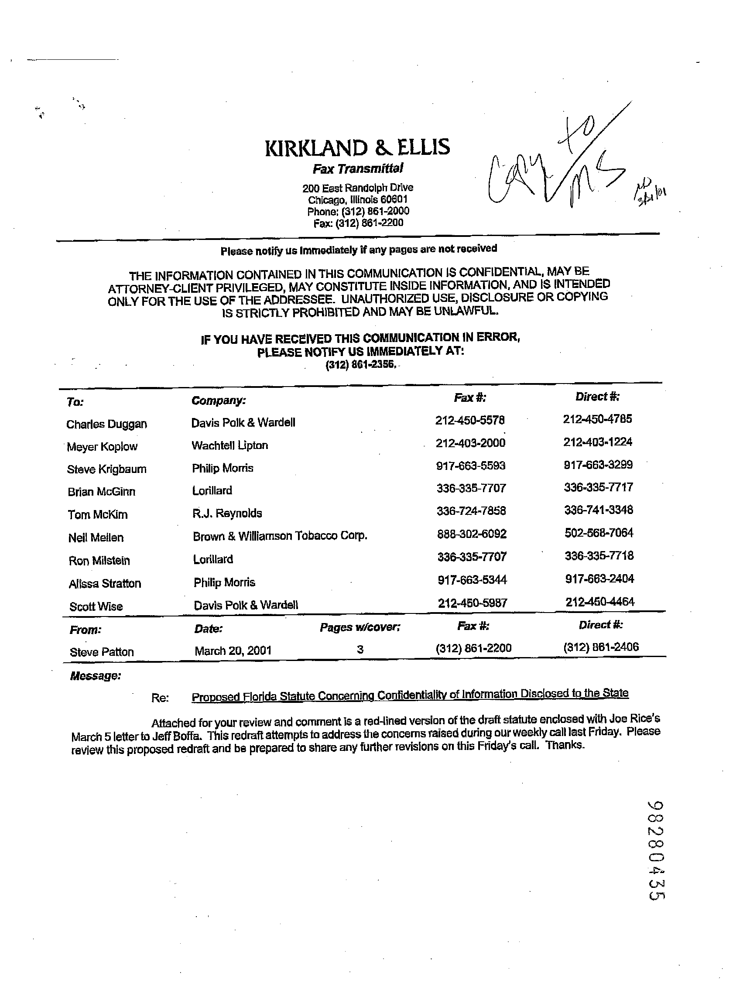 Copy to
MS
KIRKLAND & ELLIS
Fax Transmittal
200 East Randolph Drive
Chicago, Illinois 60601
Phone: (312) 861-2000
Fax: (312) 861-2200
Please notify us immediately if any pages are not received
THE INFORMATION CONTAINED IN THIS COMMUNICATION IS CONFIDENTIAL, MAY BE
ATTORNEY-CLIENT PRIVILEGED, MAY CONSTITUTE INSIDE INFORMATION, AND IS INTENDED
ONLY FOR THE USE OF THE ADDRESSEE. UNAUTHORIZED USE, DISCLOSURE OR COPYING
IS STRICTLY PROHIBITED AND MAY BE UNLAWFUL.
IF YOU HAVE RECEIVED THIS COMMUNICATION IN ERROR,
PLEASE NOTIFY US IMMEDIATELY AT:
(312) 861-2356.
To: Company: Fax #: Direct #:
Charles Duggan Davis Polk & Wardell 212-450-5578 212-450-4785
Meyer Koplow Wachtell Lipton 212-403-2000 212-403-1224
Steve Krigbaum Philip Morris 917-663-5593 917-663-3299
Brian McGinn Lorillard 336-335-7707 336-335-7717
Tom McKim R.J. Reynolds 336-724-7858 336-741-3348
Nell Mellen Brown & Williamson Tobacco Corp. 888-302-6092 502-568-7064
Ron Milstein Lorillard 336-335-7707 336-335-7718
Alissa Stratton Philip Morris 917-663-5344 917-663-2404
Scott Wise Davis Polk & Wardell 212-450-5987 212-450-4464
From: Date: Pages w/cover: Fax #: Direct #:
Steve Patton March 20, 2001 3 (312) 861-2200 (312) 861-2406
Message:
Re: Proposed Florida Statute Concerning Confidentiality of Information Disclosed to the State
Attached for your review and comment is a red-lined version of the draft statute enclosed with Joe Rice's
March 5 letter to Jeff Boffa. This redraft attempts to address the concerns raised during our weekly call last Friday. Please
review this proposed redraft and be prepared to share any further revisions on this Friday's call. Thanks.
98280435